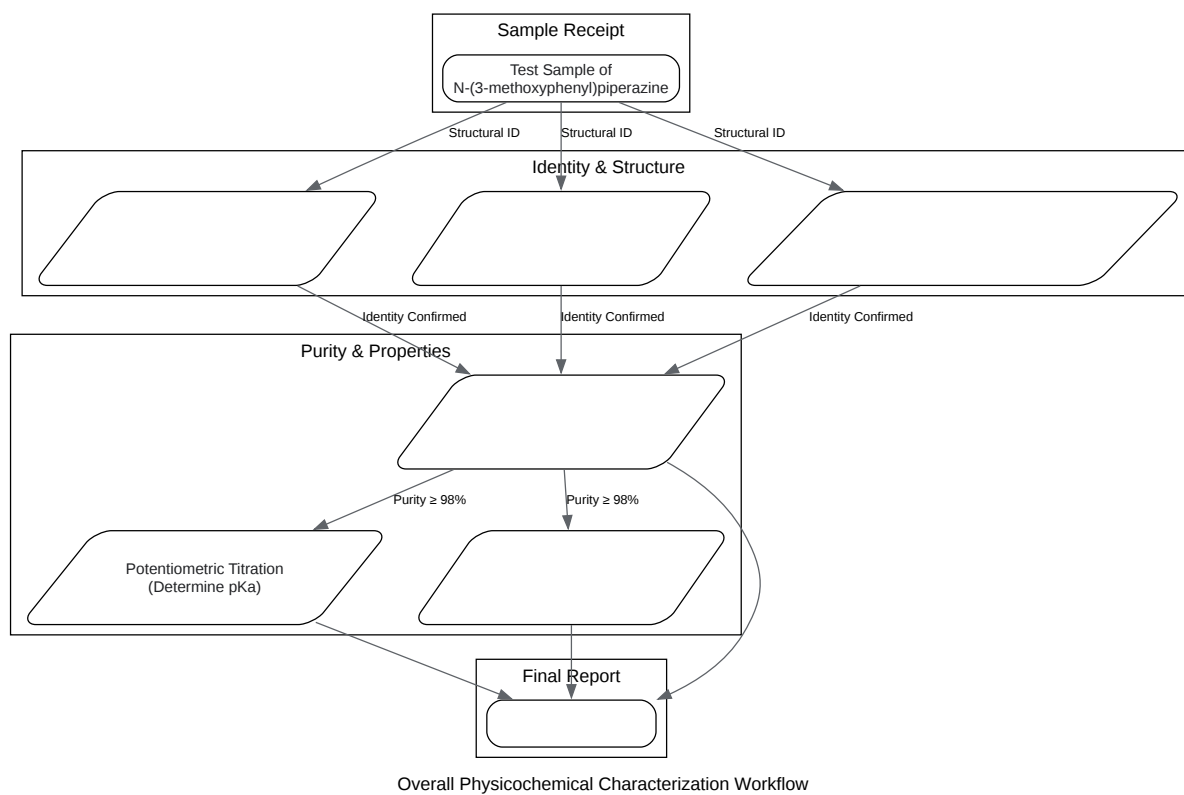 Sample Receipt
Test Sample of
N-(3-methoxyphenyl)piperazine
Structural ID
Structural ID
Structural ID
Identity & Structure
Identity Confirmed
Identity Confirmed
Identity Confirmed
Purity & Properties
Purity ≥ 98%
Purity ≥ 98%
Potentiometric Titration
(Determine pKa)
Final Report
Overall Physicochemical Characterization Workflow